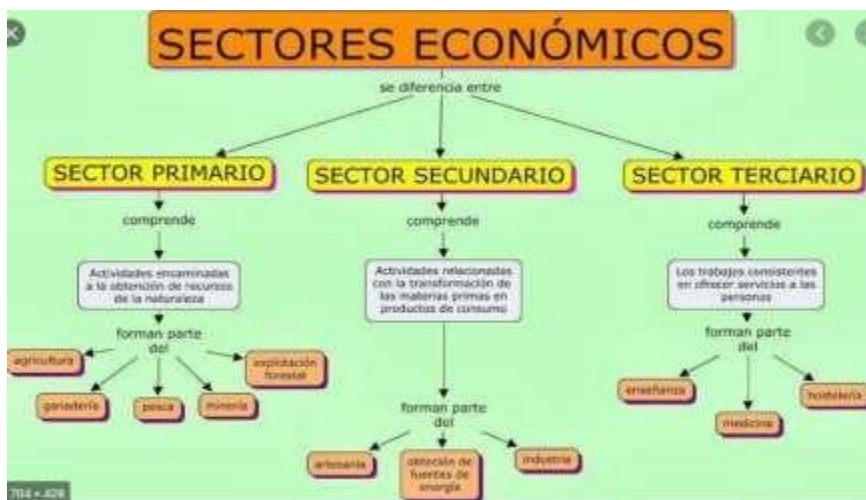 SECTORES ECONÓMICOS
se diferencia entre
SECTOR PRIMARIO
comprende
Actividades encaminadas
a la obtención de recursos
de la naturaleza
forman parte
del
agricultura
ganadería
pesca
minería
explotación
forestal
SECTOR SECUNDARIO
comprende
Actividades relacionadas
con la transformación de
las materias primas en
productos de consumo
forman parte
del
artesanía
obtención de
fuentes de
energía
industria
SECTOR TERCIARIO
comprende
Los trabajos consistentes
en ofrecer servicios a las
personas
forman parte
del
enseñanza
medicina
hostelería
704 × 428